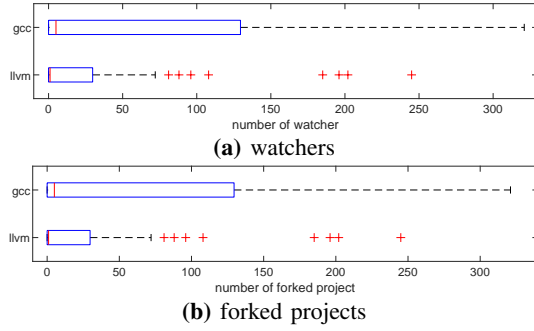 gcc
llvm
0 50 100 150 200 250 300
number of watcher
(a) watchers
gcc
llvm
0 50 100 150 200 250 300
number of forked project
(b) forked projects